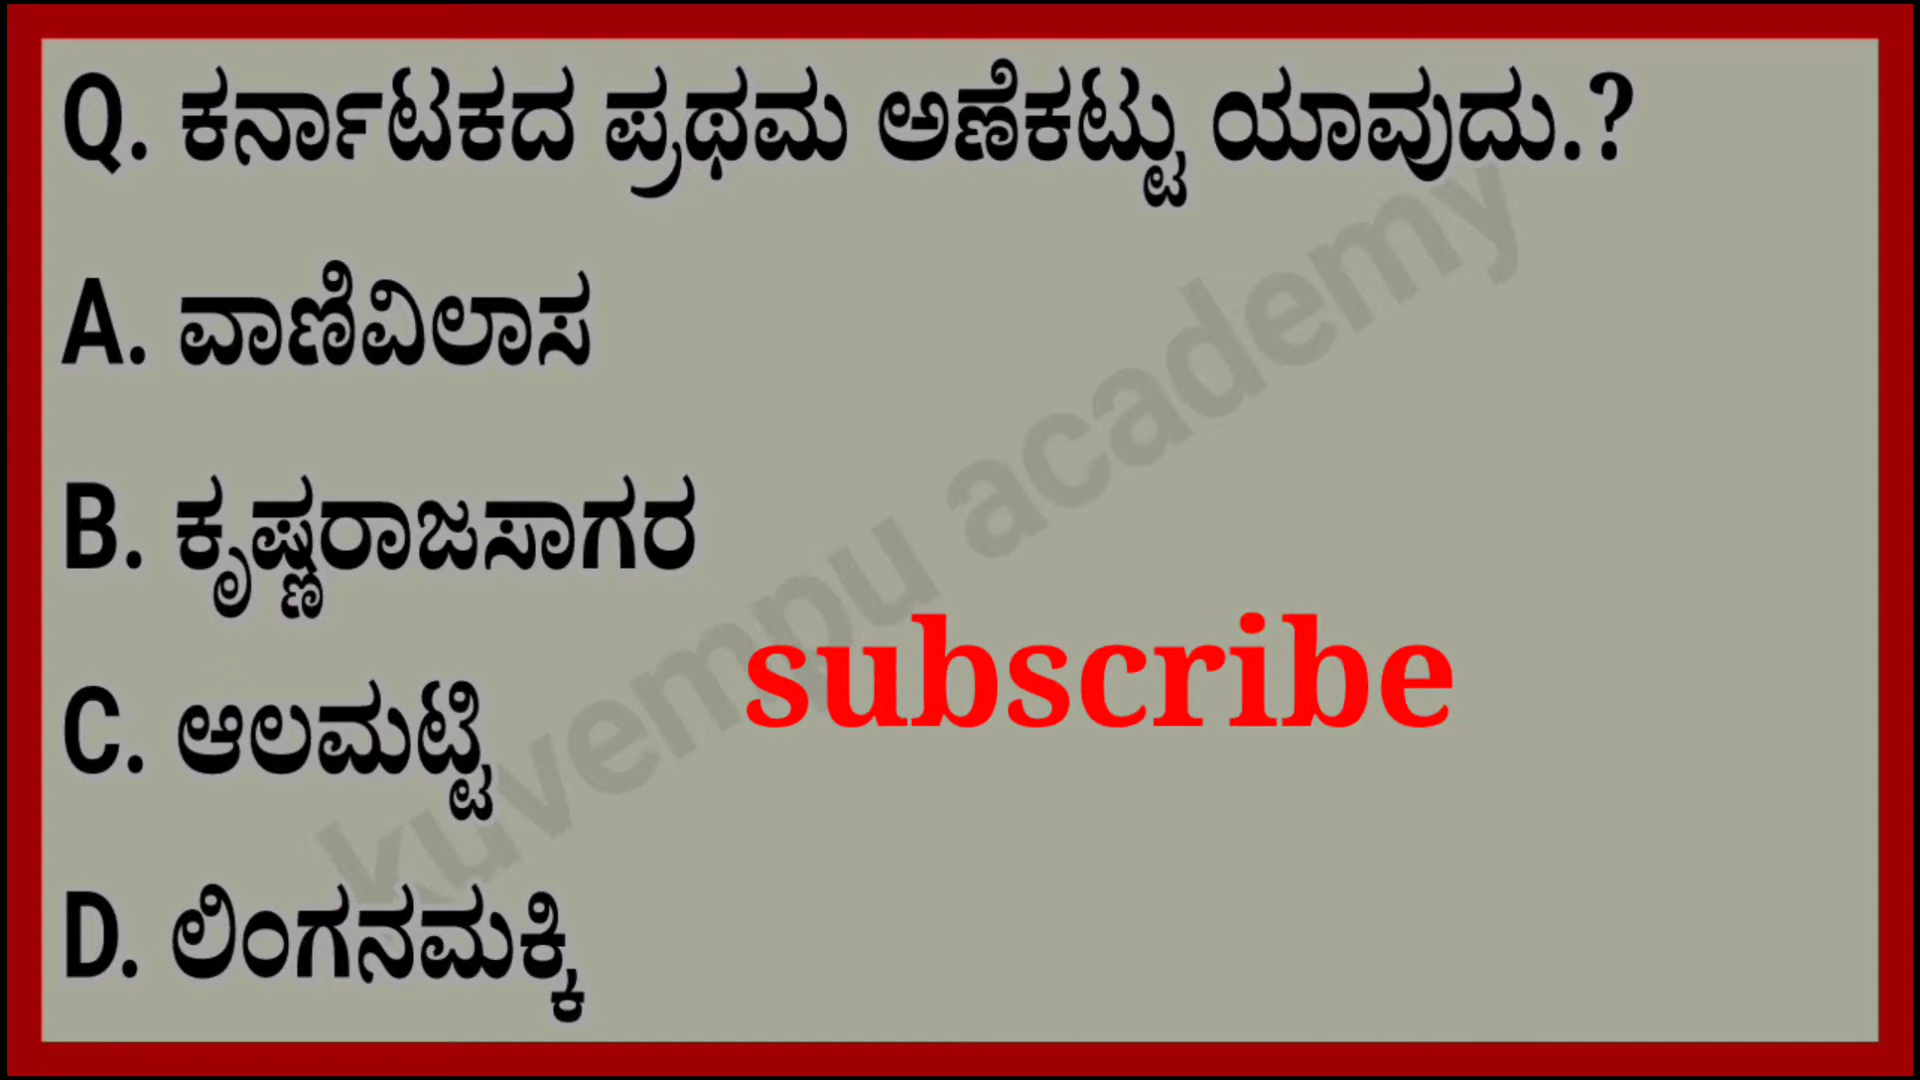 Q. ಕರ್ನಾಟಕದ ಪ್ರಥಮ ಅಣೆಕಟ್ಟು ಯಾವುದು.?
A. ವಾಣಿವಿಲಾಸ
B. ಕೃಷ್ಣರಾಜಸಾಗರ
subscribe
C. ಆಲಮಟ್ಟಿ
D. ಲಿಂಗನಮಕ್ಕಿ
kuvempu academy